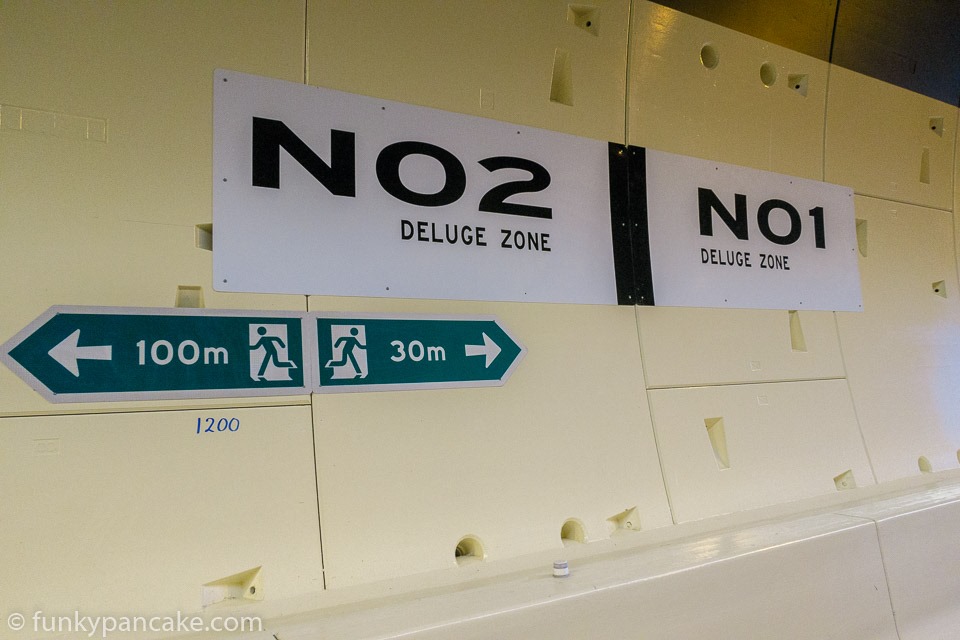 NO2
DELUGE ZONE
NO1
DELUGE ZONE
100m
30m
1200
© funkypancake.com